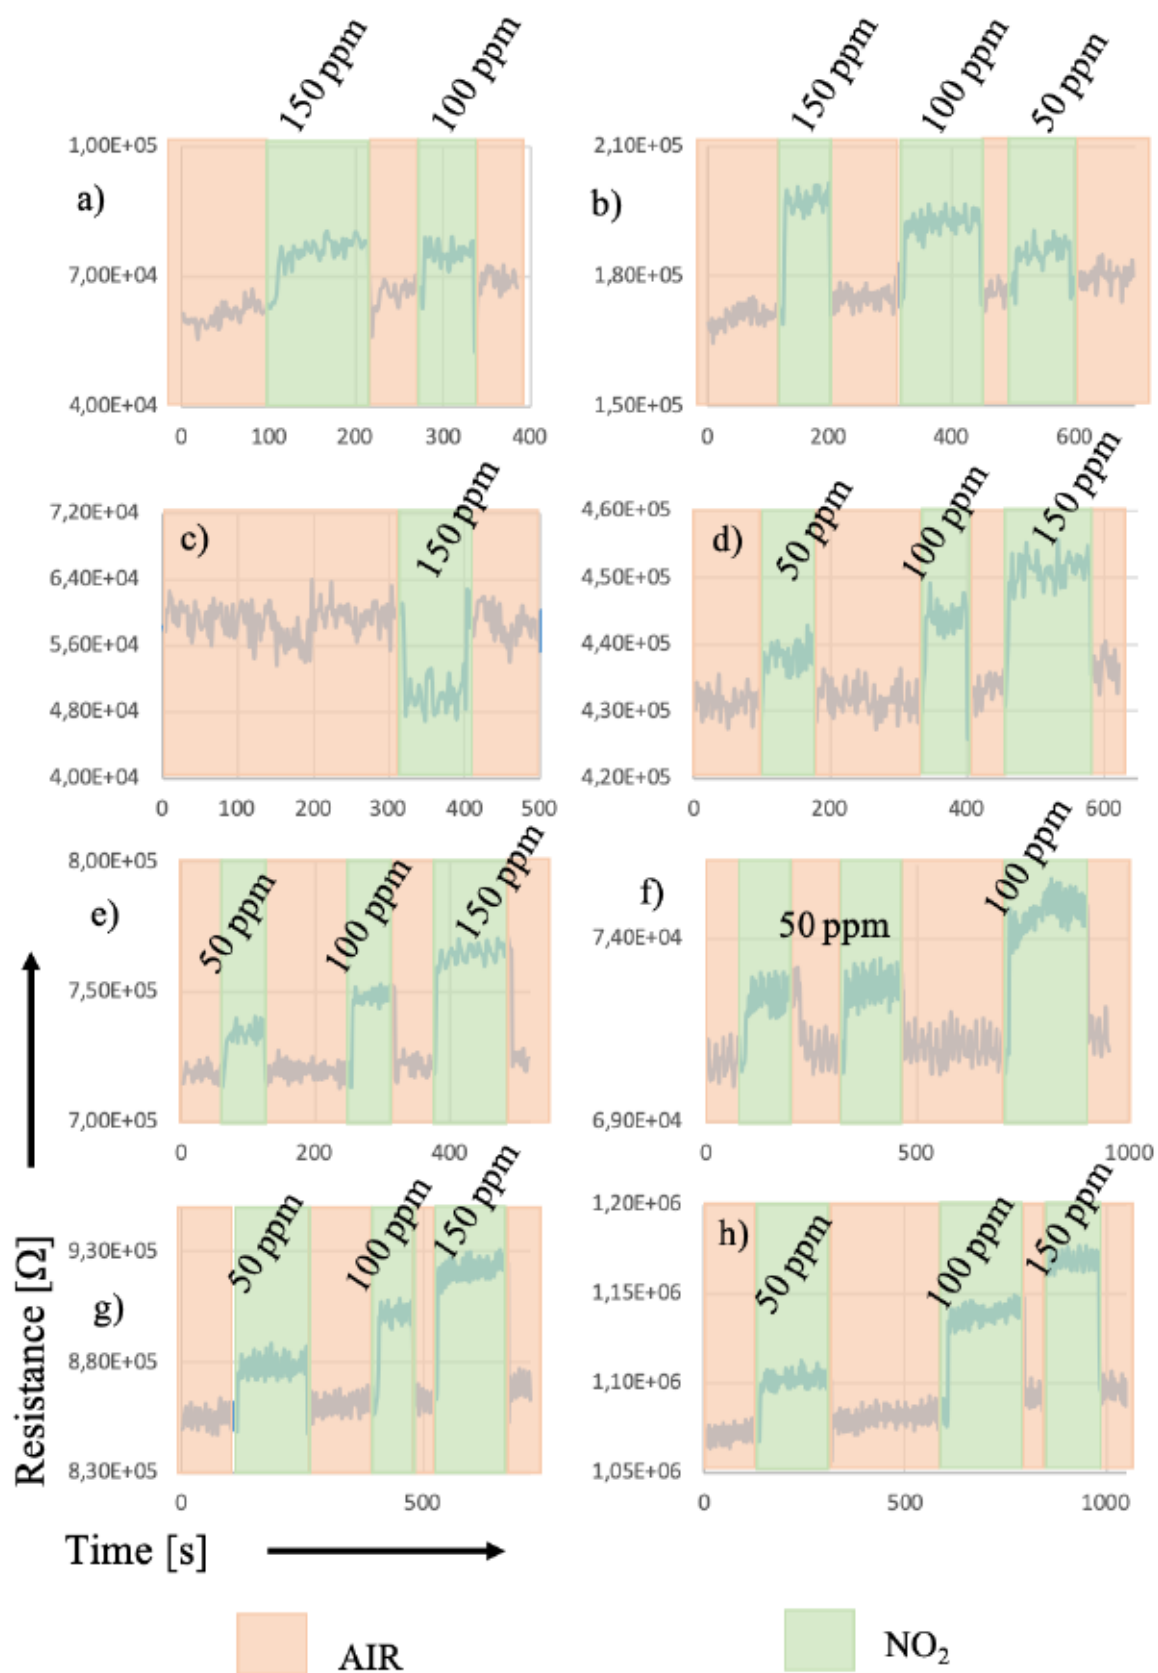 150 ppm
100 ppm
150 ppm
100 ppm
50 ppm
a)
1,00E+05
7,00E+04
4,00E+04
0
100
200
300
400
b)
2,10E+05
1,80E+05
1,50E+05
0
200
400
600
c)
150 ppm
7,20E+04
6,40E+04
5,60E+04
4,80E+04
4,00E+04
0
100
200
300
400
500
d)
50 ppm
100 ppm
150 ppm
4,60E+05
4,50E+05
4,40E+05
4,30E+05
4,20E+05
0
200
400
600
e)
50 ppm
100 ppm
150 ppm
8,00E+05
7,50E+05
7,00E+05
0
200
400
f)
50 ppm
100 ppm
7,40E+04
6,90E+04
0
500
1000
g)
50 ppm
100 ppm
150 ppm
9,30E+05
8,80E+05
8,30E+05
0
500
h)
50 ppm
100 ppm
150 ppm
1,20E+06
1,15E+06
1,10E+06
1,05E+06
0
500
1000
Resistance [Ω]
Time [s]
AIR
NO₂